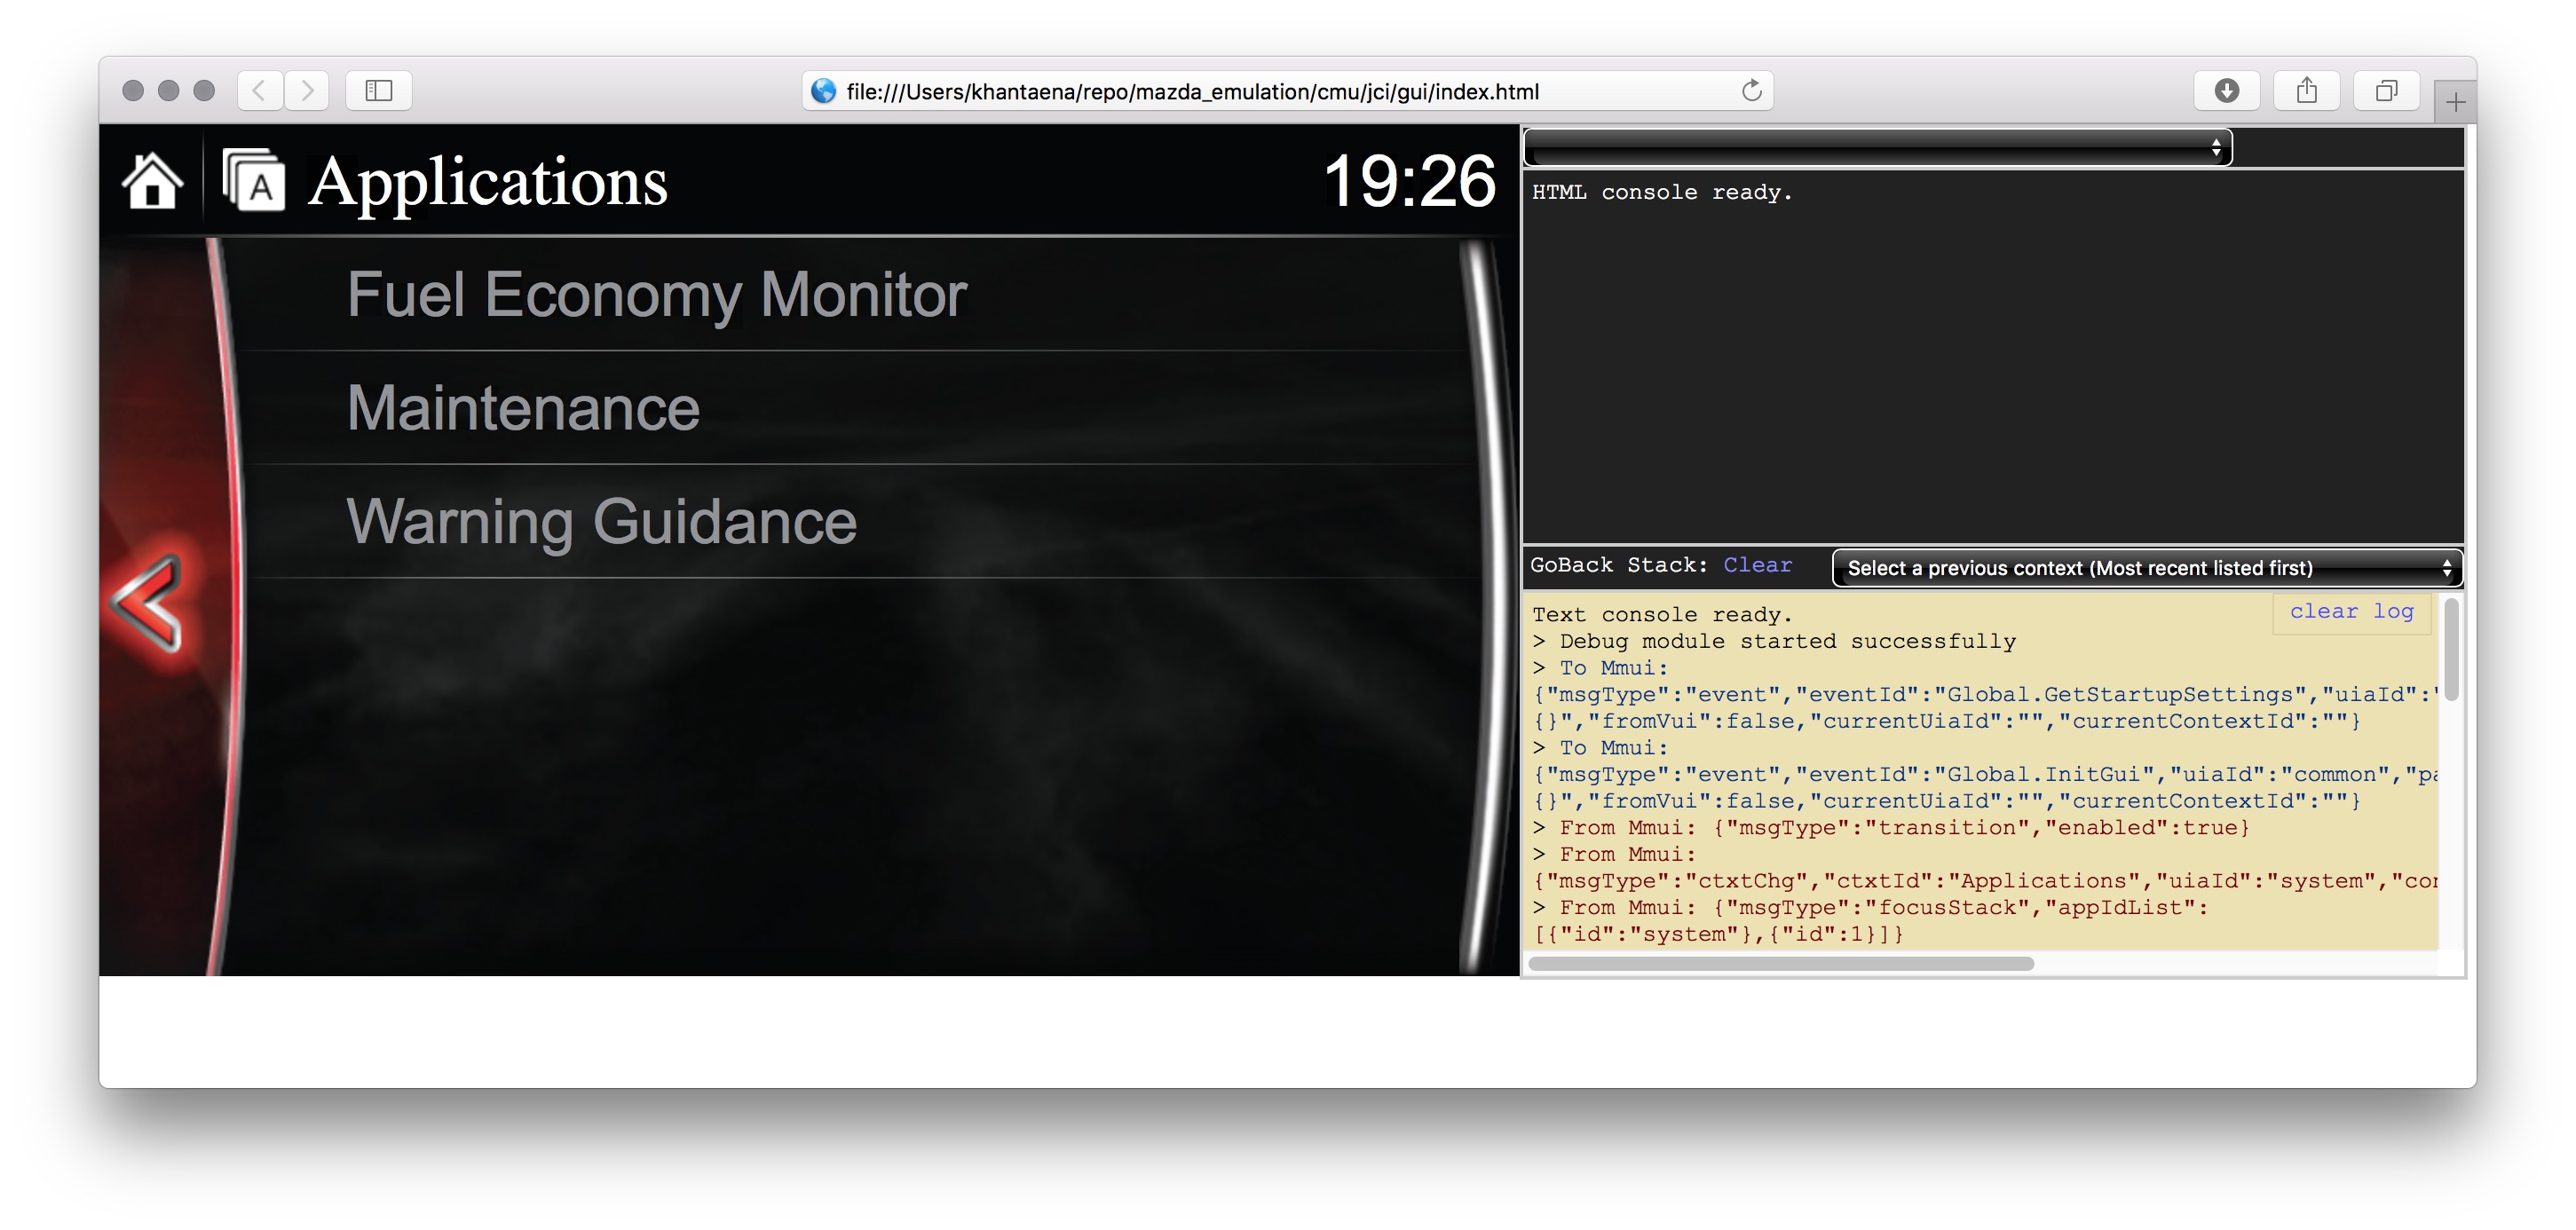 file:///Users/khantaena/repo/mazda_emulation/cmu/jci/gui/index.html
A Applications 19:26
Fuel Economy Monitor
Maintenance
Warning Guidance
HTML console ready.
GoBack Stack: Clear Select a previous context (Most recent listed first)
clear log
Text console ready.
> Debug module started successfully
> To Mmui:
{"msgType":"event","eventId":"Global.GetStartupSettings","uiaId":"
{}","fromVui":false,"currentUiaId":"","currentContextId":""}
> To Mmui:
{"msgType":"event","eventId":"Global.InitGui","uiaId":"common","pa
{}","fromVui":false,"currentUiaId":"","currentContextId":""}
> From Mmui: {"msgType":"transition","enabled":true}
> From Mmui:
{"msgType":"ctxtChg","ctxtId":"Applications","uiaId":"system","con
> From Mmui: {"msgType":"focusStack","appIdList":
[{"id":"system"},{"id":1}]}